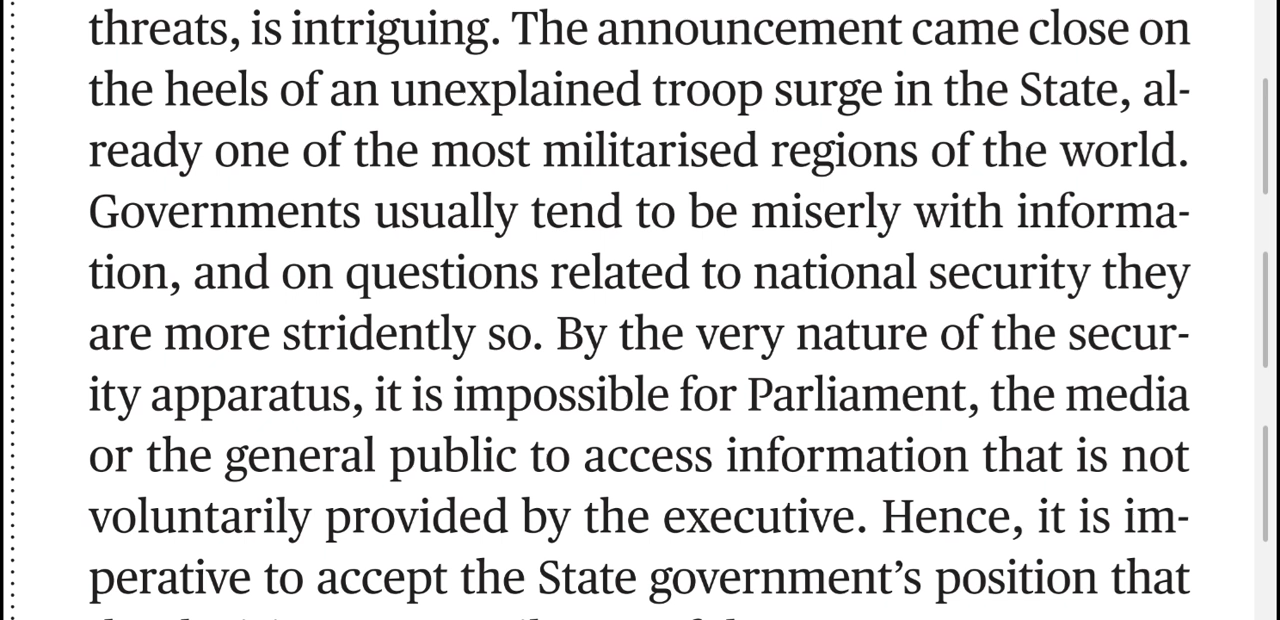 threats, is intriguing. The announcement came close on
the heels of an unexplained troop surge in the State, al-
ready one of the most militarised regions of the world.
Governments usually tend to be miserly with informa-
tion, and on questions related to national security they
are more stridently so. By the very nature of the secur-
ity apparatus, it is impossible for Parliament, the media
or the general public to access information that is not
voluntarily provided by the executive. Hence, it is im-
perative to accept the State government’s position that